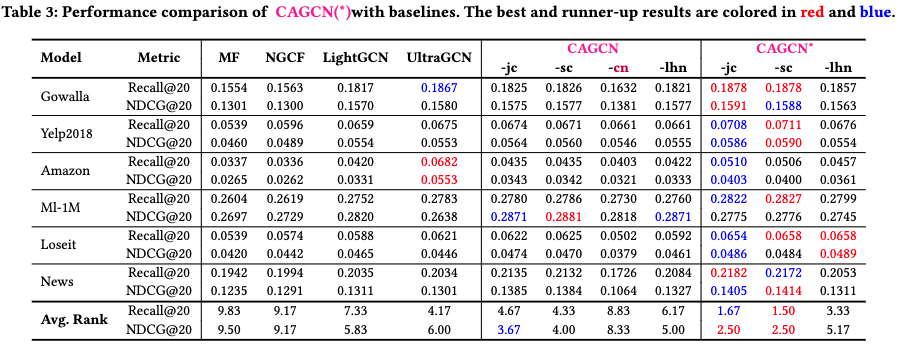 Table 3: Performance comparison of CAGCN(*)with baselines. The best and runner-up results are colored in red and blue.
Model Metric MF NGCF LightGCN UltraGCN CAGCN CAGCN*
-jc -sc -cn -lhn -jc -sc -lhn
Gowalla Recall@20 0.1554 0.1563 0.1817 0.1867 0.1825 0.1826 0.1632 0.1821 0.1878 0.1878 0.1857
NDCG@20 0.1301 0.1300 0.1570 0.1580 0.1575 0.1577 0.1381 0.1577 0.1591 0.1588 0.1563
Yelp2018 Recall@20 0.0539 0.0596 0.0659 0.0675 0.0674 0.0671 0.0661 0.0661 0.0708 0.0711 0.0676
NDCG@20 0.0460 0.0489 0.0554 0.0553 0.0564 0.0560 0.0546 0.0555 0.0586 0.0590 0.0554
Amazon Recall@20 0.0337 0.0336 0.0420 0.0682 0.0435 0.0435 0.0403 0.0422 0.0510 0.0506 0.0457
NDCG@20 0.0265 0.0262 0.0331 0.0553 0.0343 0.0342 0.0321 0.0333 0.0403 0.0400 0.0361
Ml-1M Recall@20 0.2604 0.2619 0.2752 0.2783 0.2780 0.2786 0.2730 0.2760 0.2822 0.2827 0.2799
NDCG@20 0.2697 0.2729 0.2820 0.2638 0.2871 0.2881 0.2818 0.2871 0.2775 0.2776 0.2745
Loseit Recall@20 0.0539 0.0574 0.0588 0.0621 0.0622 0.0625 0.0502 0.0592 0.0654 0.0658 0.0658
NDCG@20 0.0420 0.0442 0.0465 0.0446 0.0474 0.0470 0.0379 0.0461 0.0486 0.0484 0.0489
News Recall@20 0.1942 0.1994 0.2035 0.2034 0.2135 0.2132 0.1726 0.2084 0.2182 0.2172 0.2053
NDCG@20 0.1235 0.1291 0.1311 0.1301 0.1385 0.1384 0.1064 0.1327 0.1405 0.1414 0.1311
Avg. Rank Recall@20 9.83 9.17 7.33 4.17 4.67 4.33 8.83 6.17 1.67 1.50 3.33
NDCG@20 9.50 9.17 5.83 6.00 3.67 4.00 8.33 5.00 2.50 2.50 5.17